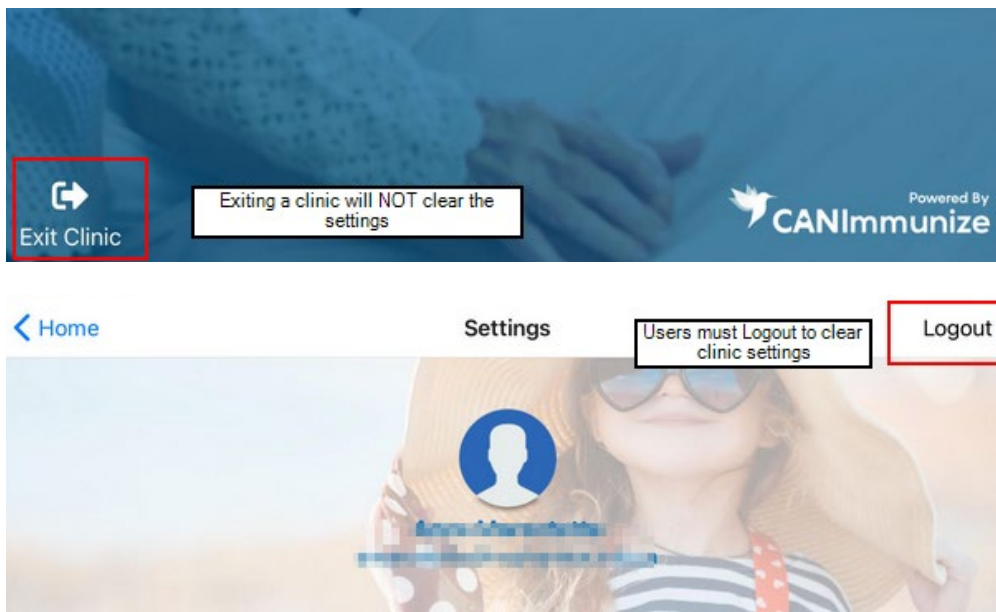 Exit Clinic
Exiting a clinic will NOT clear the
settings
Powered By
CANImmunize
Home
Settings
Users must Logout to clear
clinic settings
Logout